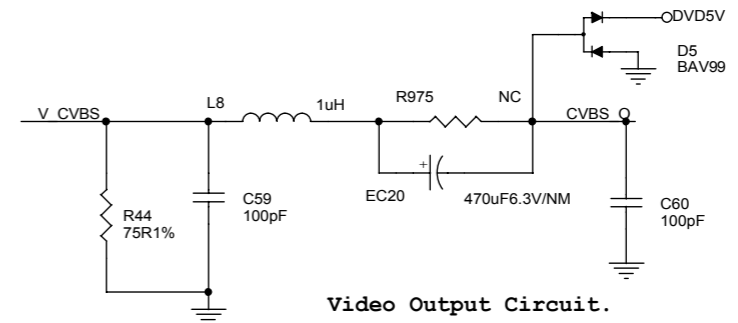 DVD5V
D5
BAV99
V_CVBS
L8
1uH
R975
NC
CVBS_O
+
EC20
470uF6.3V/NM
R44
75R1%
C59
100pF
C60
100pF
Video Output Circuit.